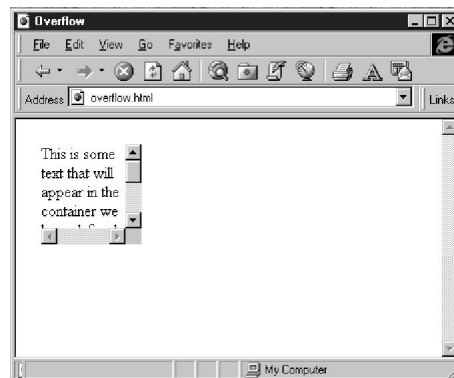 Overflow
File Edit View Go Favorites Help
Address overflow.html Links
This is some
text that will
appear in the
container we
My Computer